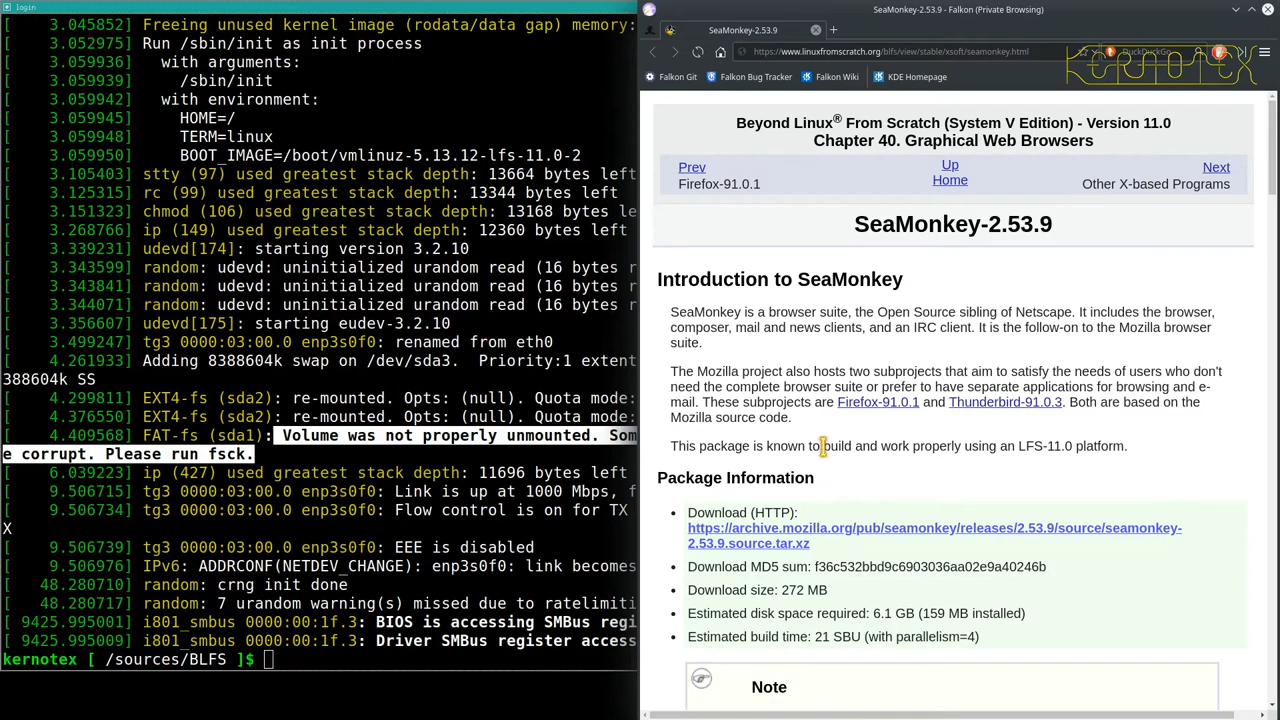 login
[    3.045852] Freeing unused kernel image (rodata/data gap) memory:
[    3.052975] Run /sbin/init as init process
[    3.059936]   with arguments:
[    3.059939]     /sbin/init
[    3.059942]   with environment:
[    3.059945]     HOME=/
[    3.059948]     TERM=linux
[    3.059950]     BOOT_IMAGE=/boot/vmlinuz-5.13.12-lfs-11.0-2
[    3.105403] stty (97) used greatest stack depth: 13664 bytes left
[    3.125315] rc (99) used greatest stack depth: 13344 bytes left
[    3.151323] chmod (106) used greatest stack depth: 13168 bytes le
[    3.268766] ip (149) used greatest stack depth: 12360 bytes left
[    3.339231] udevd[174]: starting version 3.2.10
[    3.343599] random: udevd: uninitialized urandom read (16 bytes r
[    3.343841] random: udevd: uninitialized urandom read (16 bytes r
[    3.344071] random: udevd: uninitialized urandom read (16 bytes r
[    3.356607] udevd[175]: starting eudev-3.2.10
[    3.499247] tg3 0000:03:00.0 enp3s0f0: renamed from eth0
[    4.261933] Adding 8388604k swap on /dev/sda3.  Priority:1 extent
388604k SS
[    4.299811] EXT4-fs (sda2): re-mounted. Opts: (null). Quota mode:
[    4.376550] EXT4-fs (sda2): re-mounted. Opts: (null). Quota mode:
[    4.409568] FAT-fs (sda1): Volume was not properly unmounted. Som
e corrupt. Please run fsck.
[    6.039223] ip (427) used greatest stack depth: 11696 bytes left
[    9.506715] tg3 0000:03:00.0 enp3s0f0: Link is up at 1000 Mbps, f
[    9.506734] tg3 0000:03:00.0 enp3s0f0: Flow control is on for TX
X
[    9.506739] tg3 0000:03:00.0 enp3s0f0: EEE is disabled
[    9.506976] IPv6: ADDRCONF(NETDEV_CHANGE): enp3s0f0: link becomes
[   48.280710] random: crng init done
[   48.280717] random: 7 urandom warning(s) missed due to ratelimiti
[ 9425.995001] i801_smbus 0000:00:1f.3: BIOS is accessing SMBus regi
[ 9425.995009] i801_smbus 0000:00:1f.3: Driver SMBus register access
kernotex [ /sources/BLFS ]$
SeaMonkey-2.53.9 - Falkon (Private Browsing)
SeaMonkey-2.53.9
https://www.linuxfromscratch.org/blfs/view/stable/xsoft/seamonkey.html
DuckDuckGo
kernotex
Falkon Git Falkon Bug Tracker Falkon Wiki KDE Homepage
Beyond Linux® From Scratch (System V Edition) - Version 11.0
Chapter 40. Graphical Web Browsers
Prev Up Next
Firefox-91.0.1 Home Other X-based Programs
SeaMonkey-2.53.9
Introduction to SeaMonkey
SeaMonkey is a browser suite, the Open Source sibling of Netscape. It includes the browser,
composer, mail and news clients, and an IRC client. It is the follow-on to the Mozilla browser
suite.
The Mozilla project also hosts two subprojects that aim to satisfy the needs of users who don't
need the complete browser suite or prefer to have separate applications for browsing and e-
mail. These subprojects are Firefox-91.0.1 and Thunderbird-91.0.3. Both are based on the
Mozilla source code.
This package is known to build and work properly using an LFS-11.0 platform.
Package Information
• Download (HTTP):
https://archive.mozilla.org/pub/seamonkey/releases/2.53.9/source/seamonkey-
2.53.9.source.tar.xz
• Download MD5 sum: f36c532bbd9c6903036aa02e9a40246b
• Download size: 272 MB
• Estimated disk space required: 6.1 GB (159 MB installed)
• Estimated build time: 21 SBU (with parallelism=4)
Note